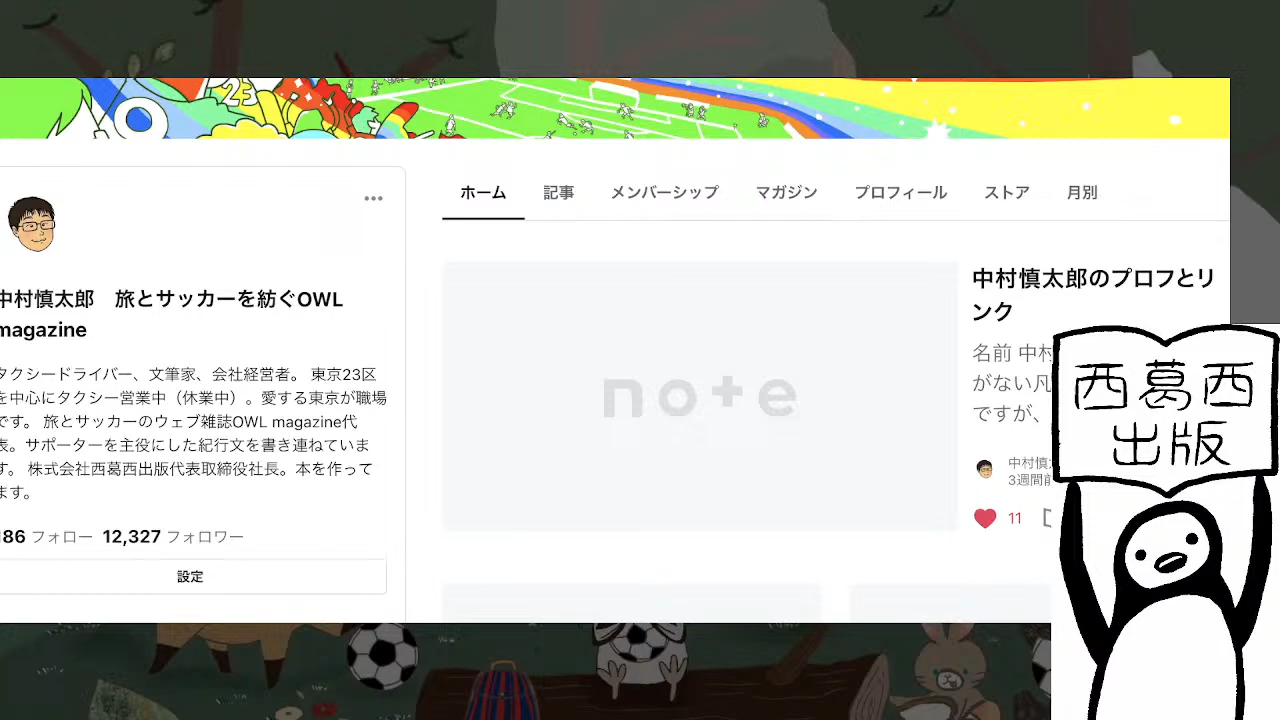 23
ホーム 記事 メンバーシップ マガジン プロフィール ストア 月別
中村慎太郎　旅とサッカーを紡ぐOWL
magazine
タクシードライバー、文筆家、会社経営者。 東京23区
を中心にタクシー営業中（休業中）。愛する東京が職場
です。 旅とサッカーのウェブ雑誌OWL magazine代
表。サポーターを主役にした紀行文を書き連ねていま
す。 株式会社西葛西出版代表取締役社長。本を作って
ます。
86 フォロー 12,327 フォロワー
設定
note
中村慎太郎のプロフとリ
ンク
名前 中村
がない凡
ですが、
中村慎
3週間前
11
西葛西
出版